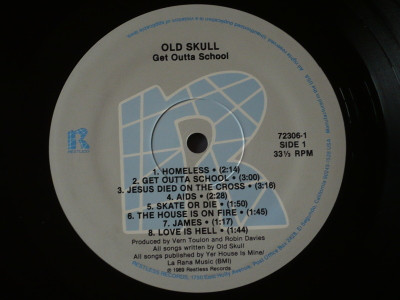 OLD SKULL
Get Outta School
R
RESTLESS
72306-1
SIDE 1
33⅓ RPM
1. HOMELESS • (2:14)
2. GET OUTTA SCHOOL • (3:00)
3. JESUS DIED ON THE CROSS • (3:16)
4. AIDS • (2:28)
5. SKATE OR DIE • (1:50)
6. THE HOUSE IS ON FIRE • (1:45)
7. JAMES • (1:17)
8. LOVE IS HELL • (1:44)
Produced by Vern Toulon and Robin Davies
All songs written by Old Skull
All songs published by Yer House Is Mine/
La Rana Music (BMI)
℗ 1989 Restless Records